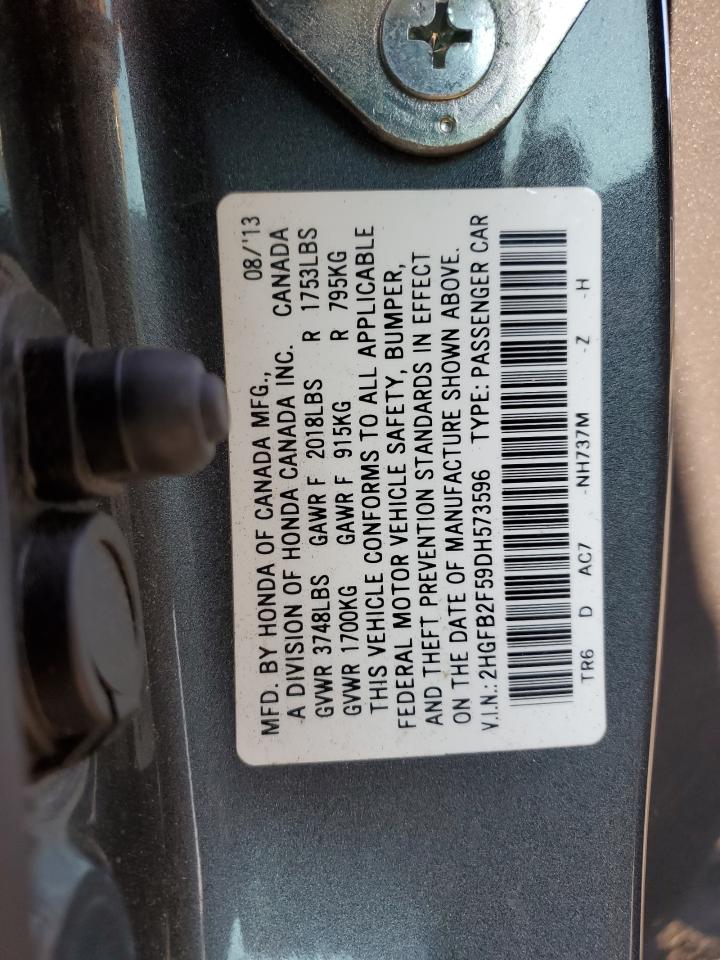 MFD. BY HONDA OF CANADA MFG., 08/'13
A DIVISION OF HONDA CANADA INC. CANADA
GVWR 3748LBS GAWR F 2018LBS R 1753LBS
GVWR 1700KG GAWR F 915KG R 795KG
THIS VEHICLE CONFORMS TO ALL APPLICABLE
FEDERAL MOTOR VEHICLE SAFETY, BUMPER,
AND THEFT PREVENTION STANDARDS IN EFFECT
ON THE DATE OF MANUFACTURE SHOWN ABOVE.
V.I.N.: 2HGFB2F59DH573596 TYPE: PASSENGER CAR
TR6 D AC7 -NH737M -Z -H